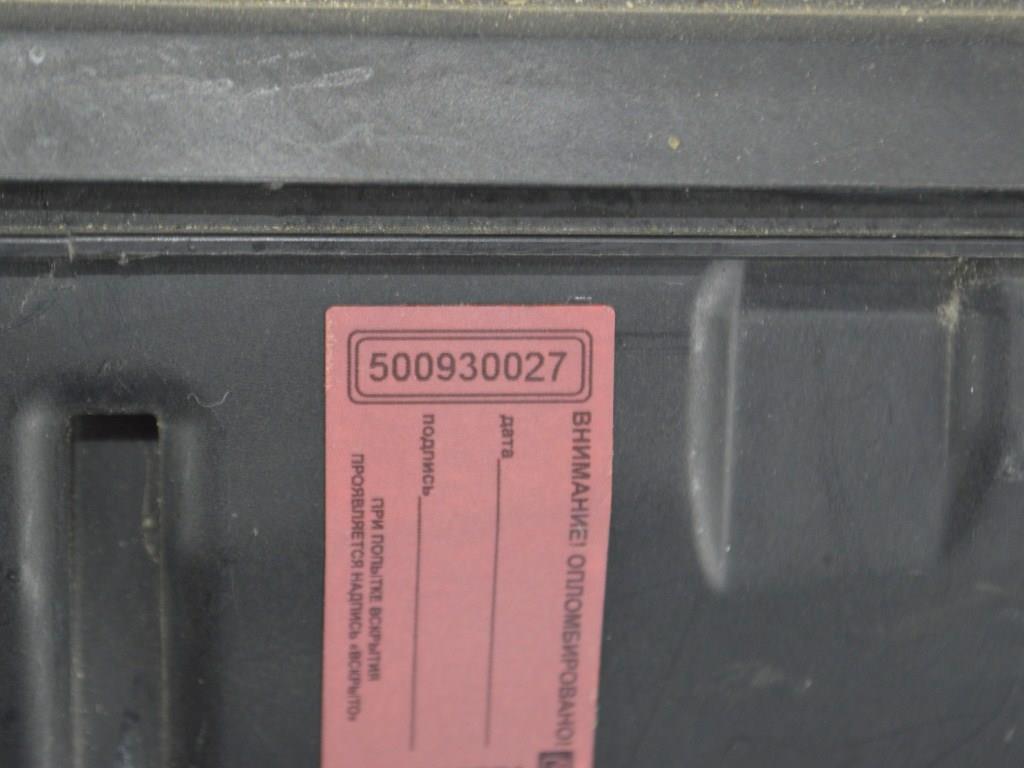 500930027
ВНИМАНИЕ! ОПЛОМБИРОВАНО!
дата
подпись
ПРИ ПОПЫТКЕ ВСКРЫТИЯ
ПРОЯВЛЯЕТСЯ НАДПИСЬ «ВСКРЫТО»